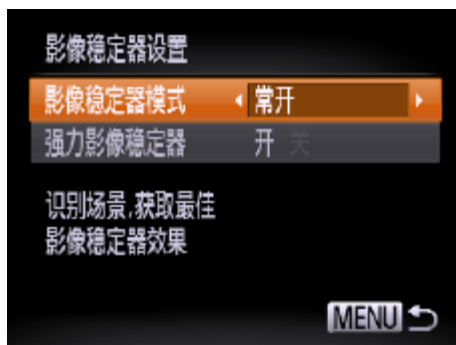 影像稳定器设置
影像稳定器模式 常开
强力影像稳定器 开 关
识别场景,获取最佳
影像稳定器效果
MENU